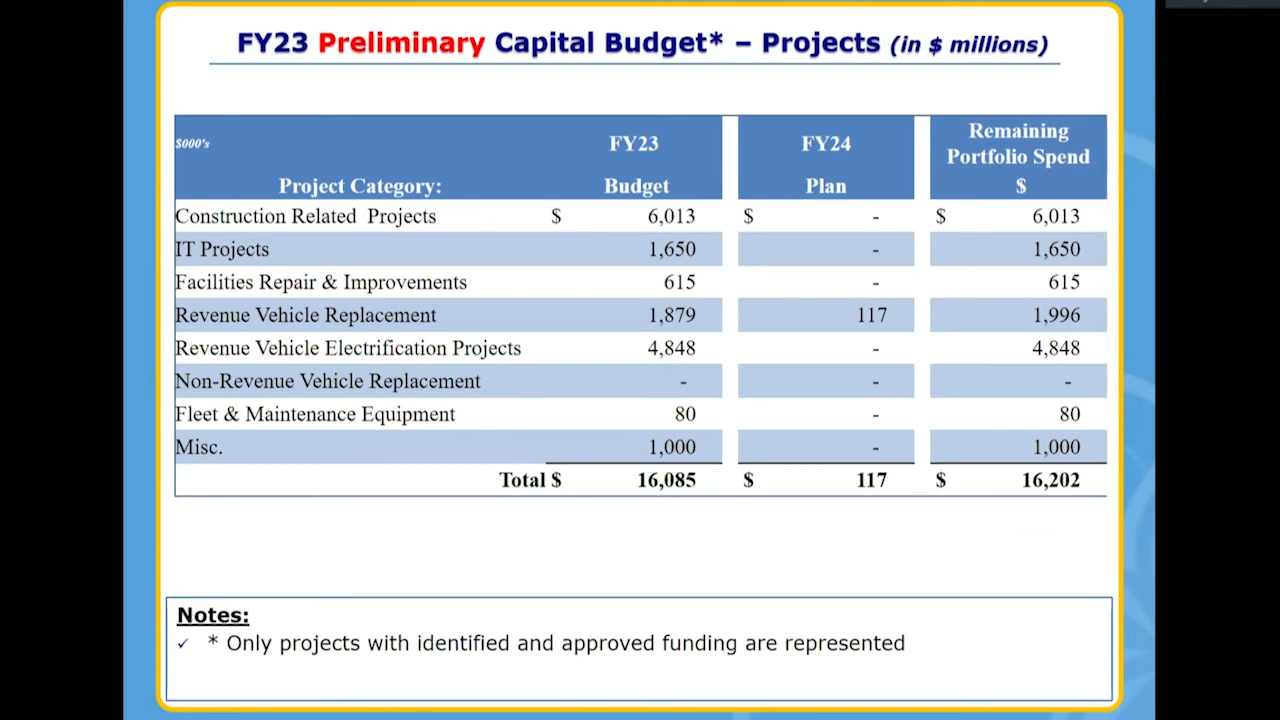 FY23 Preliminary Capital Budget* – Projects (in $ millions)
$000's FY23 FY24 Remaining Portfolio Spend
Project Category: Budget Plan $
Construction Related Projects $ 6,013 $ - $ 6,013
IT Projects 1,650 - 1,650
Facilities Repair & Improvements 615 - 615
Revenue Vehicle Replacement 1,879 117 1,996
Revenue Vehicle Electrification Projects 4,848 - 4,848
Non-Revenue Vehicle Replacement - - -
Fleet & Maintenance Equipment 80 - 80
Misc. 1,000 - 1,000
Total $ 16,085 $ 117 $ 16,202
Notes:
✓ * Only projects with identified and approved funding are represented